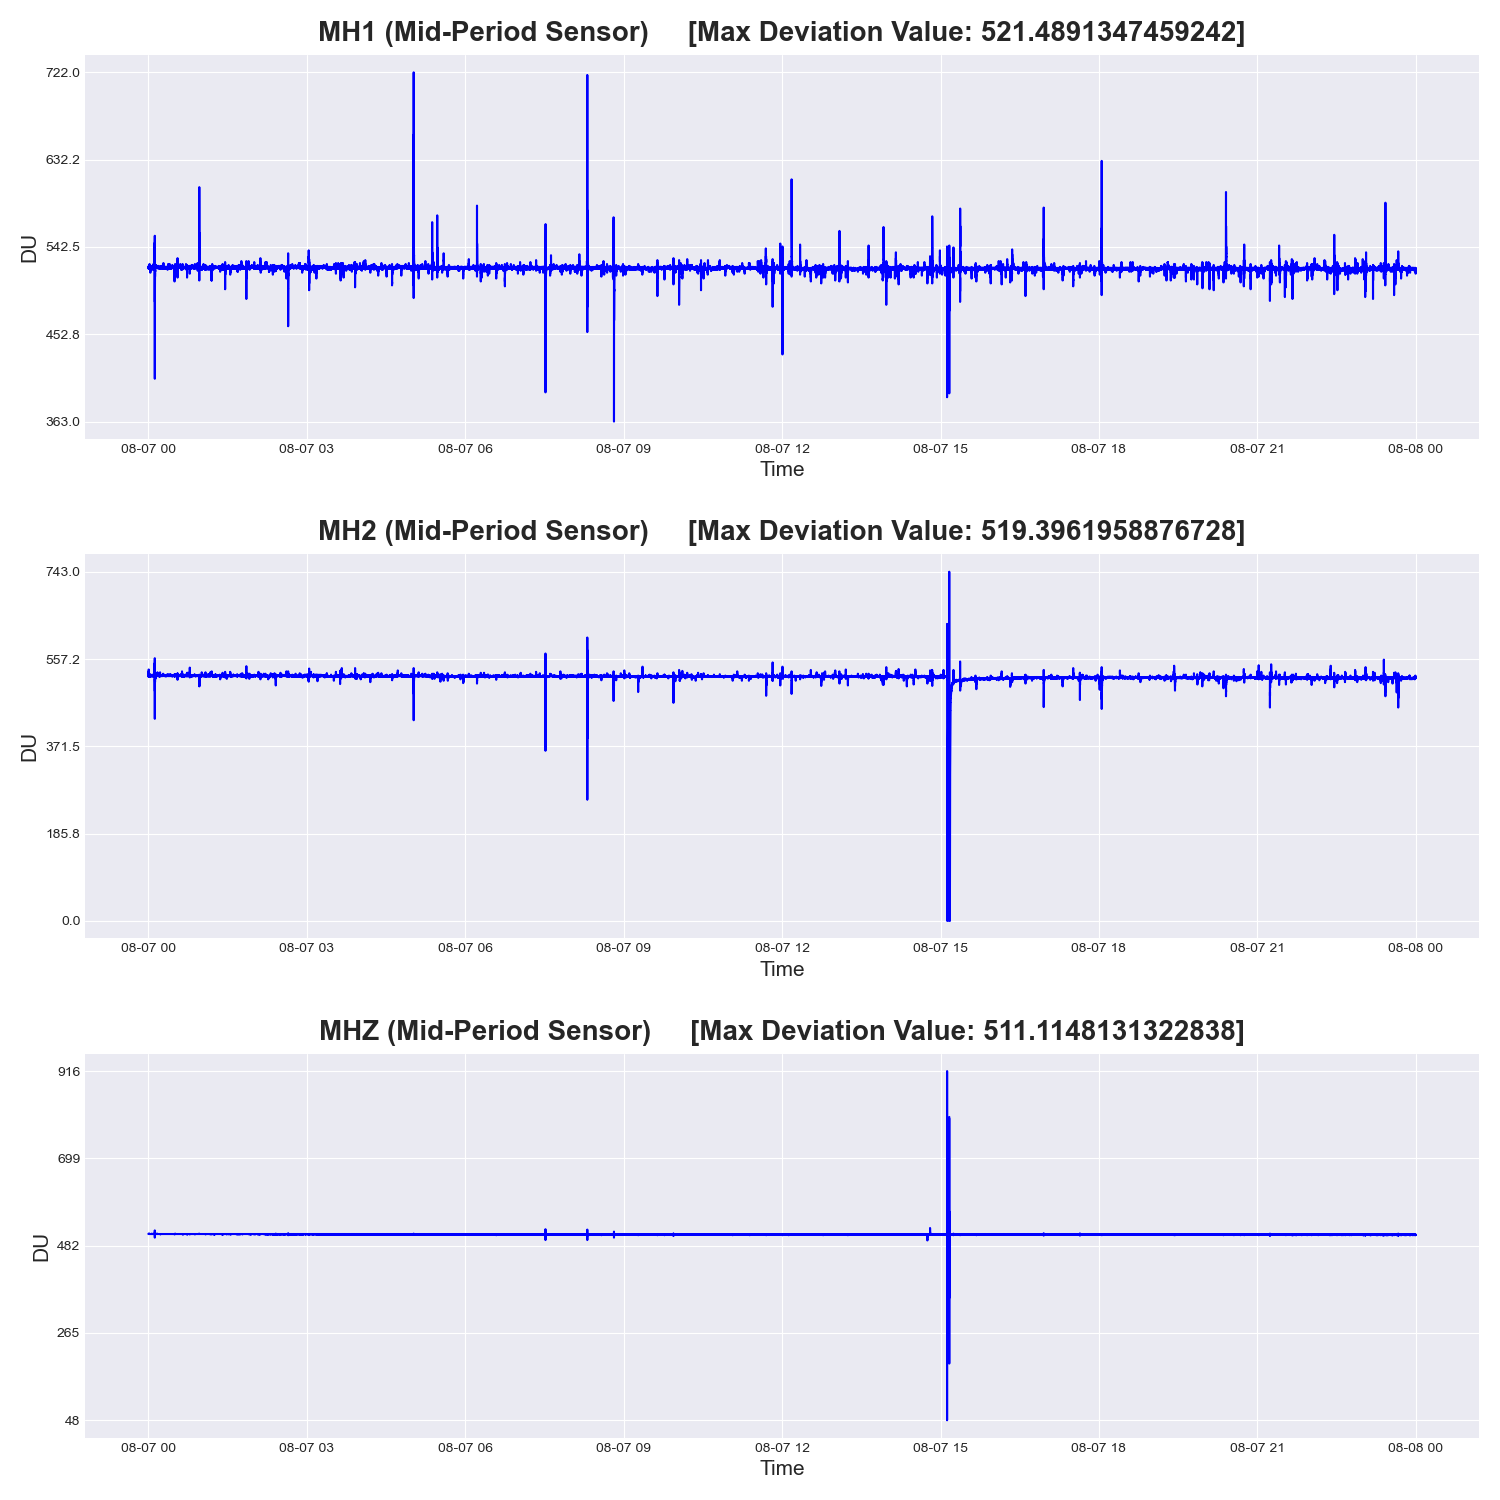 MH1 (Mid-Period Sensor)     [Max Deviation Value: 521.4891347459242]
722.0
632.2
542.5
452.8
363.0
DU
08-07 00 08-07 03 08-07 06 08-07 09 08-07 12 08-07 15 08-07 18 08-07 21 08-08 00
Time
MH2 (Mid-Period Sensor)     [Max Deviation Value: 519.3961958876728]
743.0
557.2
371.5
185.8
0.0
DU
08-07 00 08-07 03 08-07 06 08-07 09 08-07 12 08-07 15 08-07 18 08-07 21 08-08 00
Time
MHZ (Mid-Period Sensor)     [Max Deviation Value: 511.1148131322838]
916
699
482
265
48
DU
08-07 00 08-07 03 08-07 06 08-07 09 08-07 12 08-07 15 08-07 18 08-07 21 08-08 00
Time